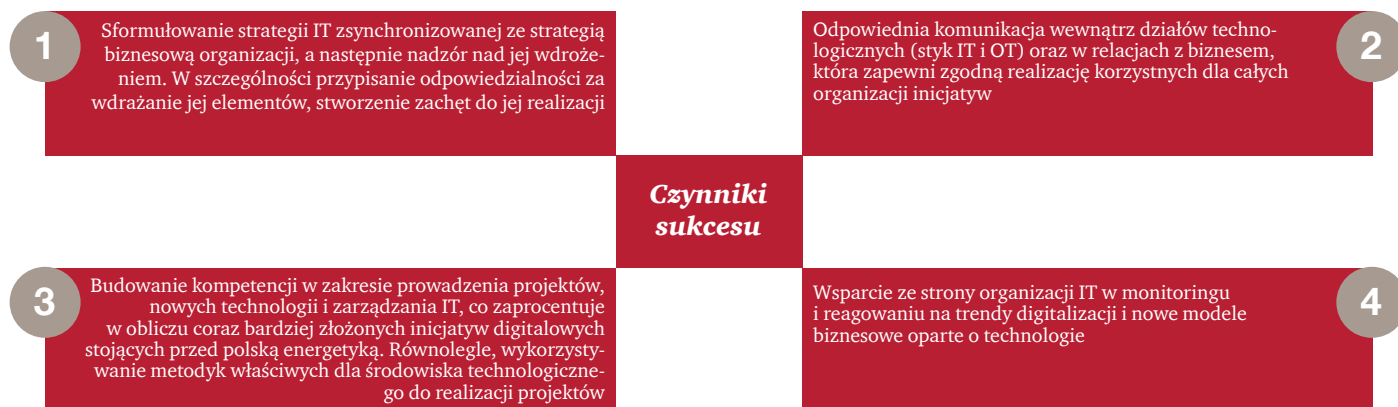 1
Sformułowanie strategii IT zsynchronizowanej ze strategią
biznesową organizacji, a następnie nadzór nad jej wdroże-
niem. W szczególności przypisanie odpowiedzialności za
wdrażanie jej elementów, stworzenie zachęt do jej realizacji
Odpowiednia komunikacja wewnątrz działów techno-
logicznych (styk IT i OT) oraz w relacjach z biznesem,
która zapewni zgodną realizację korzystnych dla całych
organizacji inicjatyw
2
Czynniki
sukcesu
3
Budowanie kompetencji w zakresie prowadzenia projektów,
nowych technologii i zarządzania IT, co zaprocentuje
w obliczu coraz bardziej złożonych inicjatyw digitalowych
stojących przed polską energetyką. Równolegle, wykorzysty-
wanie metodyk właściwych dla środowiska technologiczne-
go do realizacji projektów
Wsparcie ze strony organizacji IT w monitoringu
i reagowaniu na trendy digitalizacji i nowe modele
biznesowe oparte o technologie
4